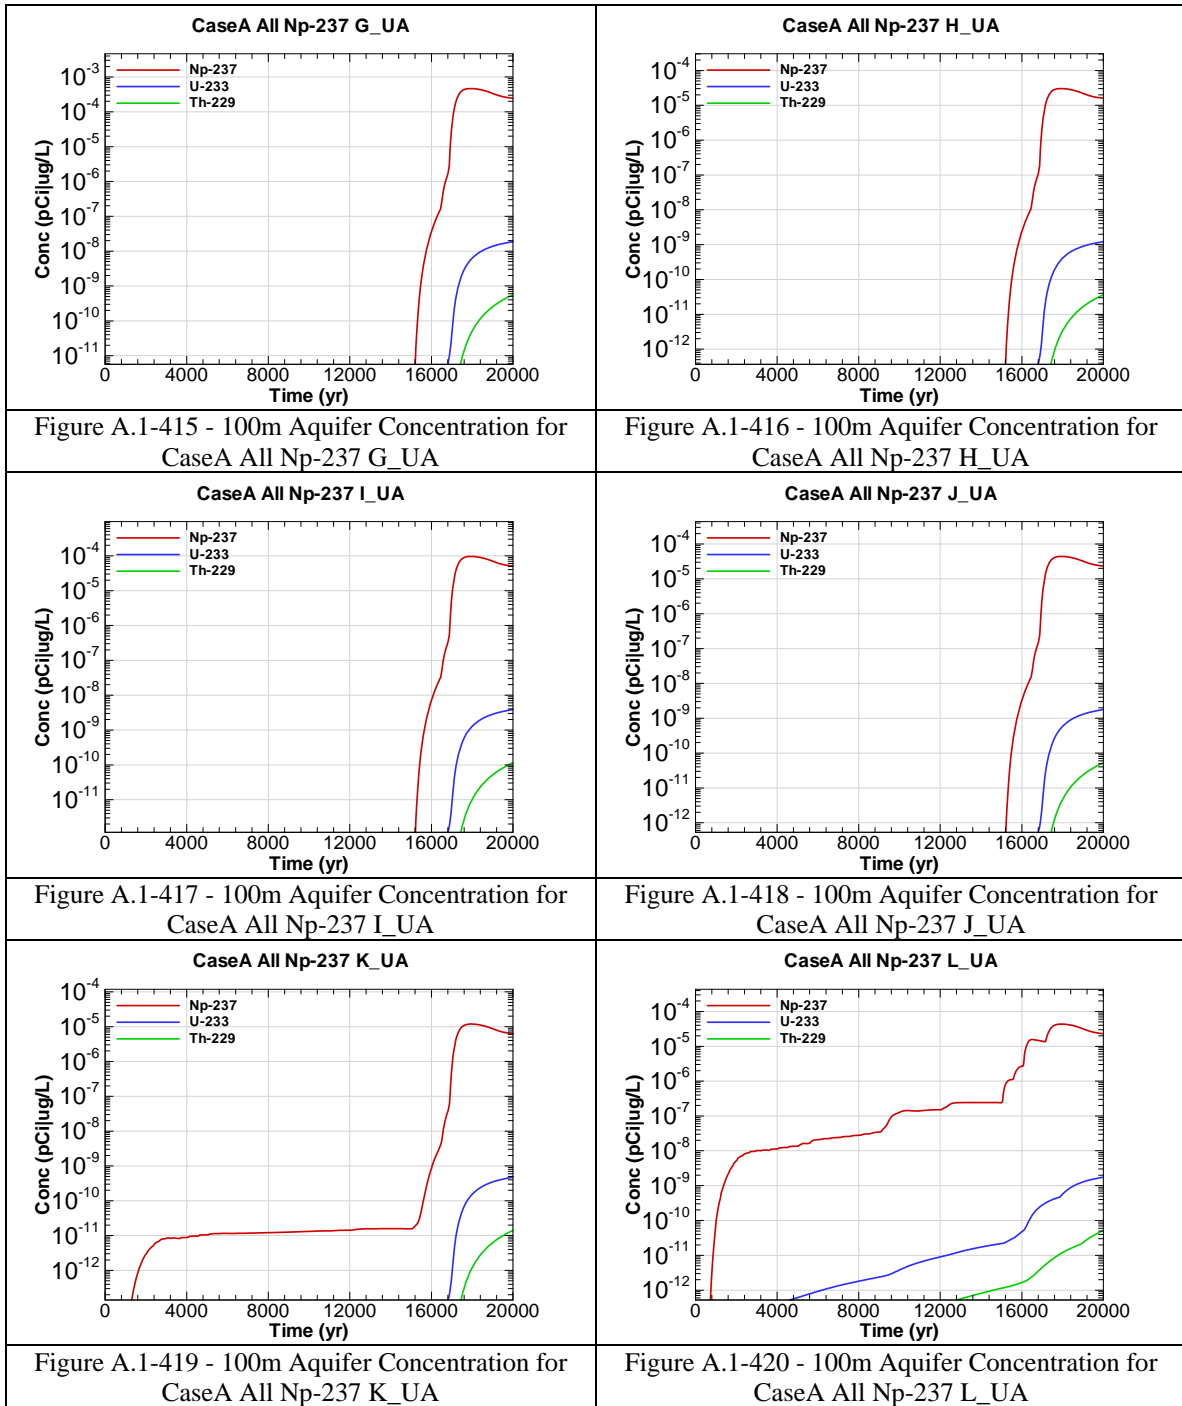 CaseA All Np-237 G_UA
Np-237
U-233
Th-229
Conc (pCi|ug/L)
10-3
10-4
10-5
10-6
10-7
10-8
10-9
10-10
10-11
0 4000 8000 12000 16000 20000
Time (yr)
Figure A.1-415 - 100m Aquifer Concentration for
CaseA All Np-237 G_UA
CaseA All Np-237 H_UA
Np-237
U-233
Th-229
Conc (pCi|ug/L)
10-4
10-5
10-6
10-7
10-8
10-9
10-10
10-11
10-12
0 4000 8000 12000 16000 20000
Time (yr)
Figure A.1-416 - 100m Aquifer Concentration for
CaseA All Np-237 H_UA
CaseA All Np-237 I_UA
Np-237
U-233
Th-229
Conc (pCi|ug/L)
10-4
10-5
10-6
10-7
10-8
10-9
10-10
10-11
0 4000 8000 12000 16000 20000
Time (yr)
Figure A.1-417 - 100m Aquifer Concentration for
CaseA All Np-237 I_UA
CaseA All Np-237 J_UA
Np-237
U-233
Th-229
Conc (pCi|ug/L)
10-4
10-5
10-6
10-7
10-8
10-9
10-10
10-11
10-12
0 4000 8000 12000 16000 20000
Time (yr)
Figure A.1-418 - 100m Aquifer Concentration for
CaseA All Np-237 J_UA
CaseA All Np-237 K_UA
Np-237
U-233
Th-229
Conc (pCi|ug/L)
10-4
10-5
10-6
10-7
10-8
10-9
10-10
10-11
10-12
0 4000 8000 12000 16000 20000
Time (yr)
Figure A.1-419 - 100m Aquifer Concentration for
CaseA All Np-237 K_UA
CaseA All Np-237 L_UA
Np-237
U-233
Th-229
Conc (pCi|ug/L)
10-4
10-5
10-6
10-7
10-8
10-9
10-10
10-11
10-12
0 4000 8000 12000 16000 20000
Time (yr)
Figure A.1-420 - 100m Aquifer Concentration for
CaseA All Np-237 L_UA